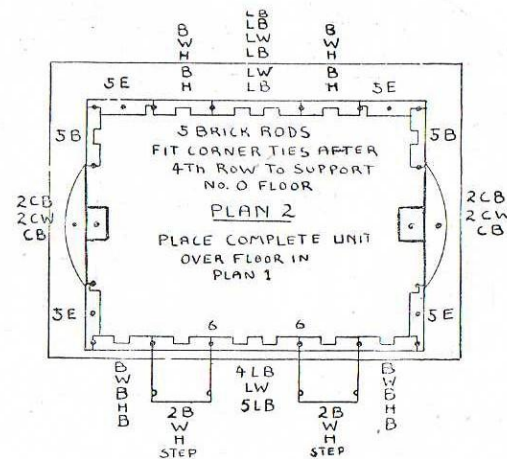 B
W
H
B
H
LB
LB
LW
LB
LW
LB
B
W
H
B
H
5E
5E
5B
5B
5 BRICK RODS
FIT CORNER TIES AFTER
4TH ROW TO SUPPORT
NO. 0 FLOOR
PLAN 2
PLACE COMPLETE UNIT
OVER FLOOR IN
PLAN 1
2CB
2CW
CB
2CB
2CW
CB
5E
5E
6
6
B
W
B
H
B
2B
W
H
STEP
4LB
LW
5LB
2B
W
H
STEP
B
W
B
H
B